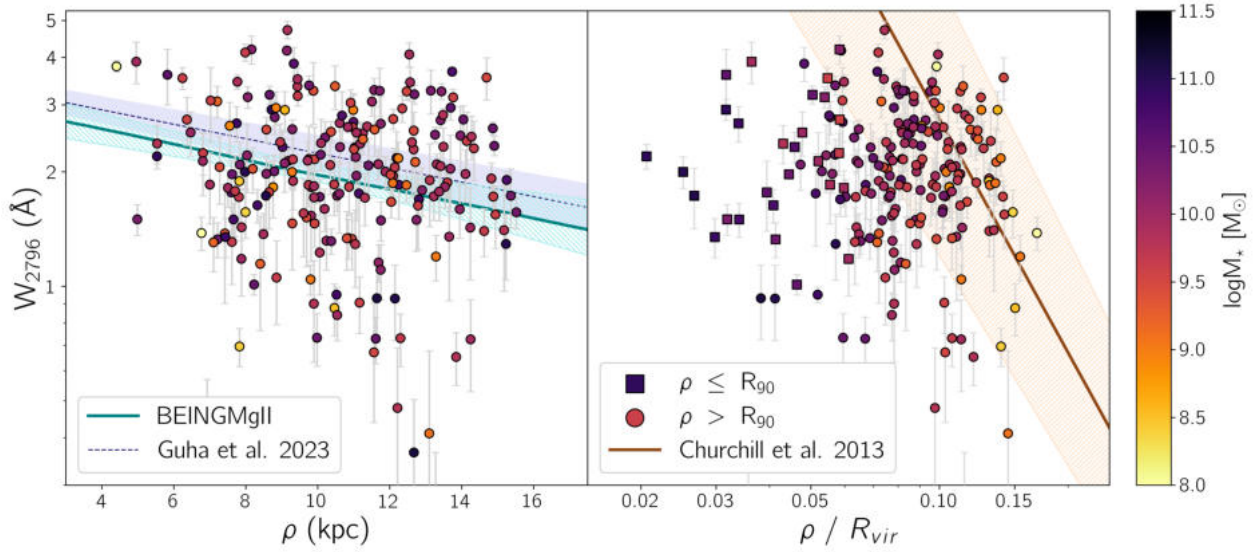 5
4
3
2
1
W2796 (Å)
4
6
8
10
12
14
16
ρ (kpc)
BEINGMgII
Guha et al. 2023
0.02
0.03
0.05
0.10
0.15
ρ / Rvir
ρ ≤ R90
ρ > R90
Churchill et al. 2013
11.5
11.0
10.5
10.0
9.5
9.0
8.5
8.0
logM⋆ [M⊙]